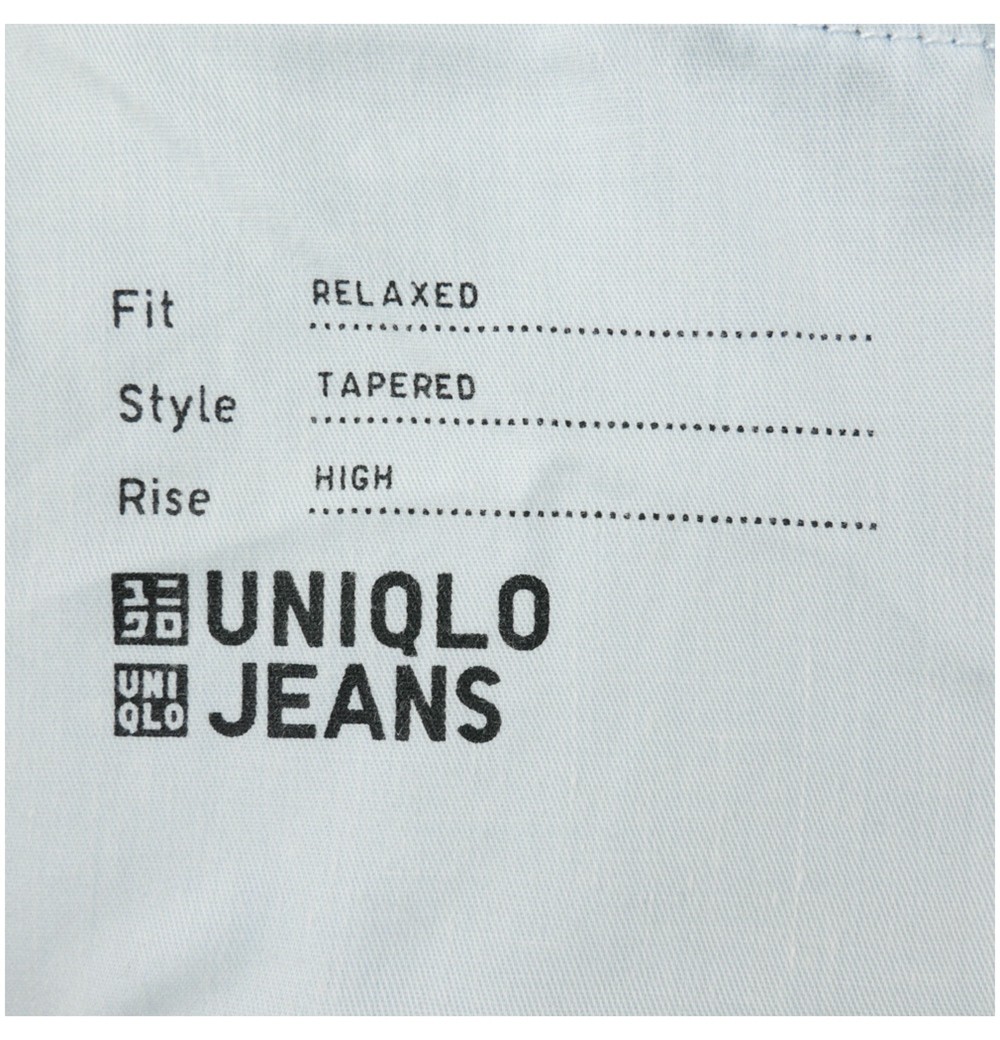 Fit RELAXED
Style TAPERED
Rise HIGH
ユニクロ UNIQLO
UNIQLO JEANS